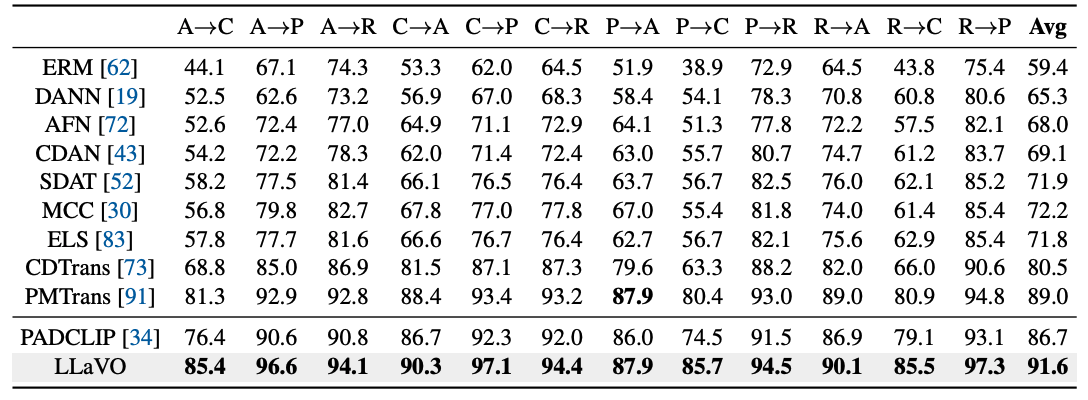 A→C A→P A→R C→A C→P C→R P→A P→C P→R R→A R→C R→P Avg
ERM [62] 44.1 67.1 74.3 53.3 62.0 64.5 51.9 38.9 72.9 64.5 43.8 75.4 59.4
DANN [19] 52.5 62.6 73.2 56.9 67.0 68.3 58.4 54.1 78.3 70.8 60.8 80.6 65.3
AFN [72] 52.6 72.4 77.0 64.9 71.1 72.9 64.1 51.3 77.8 72.2 57.5 82.1 68.0
CDAN [43] 54.2 72.2 78.3 62.0 71.4 72.4 63.0 55.7 80.7 74.7 61.2 83.7 69.1
SDAT [52] 58.2 77.5 81.4 66.1 76.5 76.4 63.7 56.7 82.5 76.0 62.1 85.2 71.9
MCC [30] 56.8 79.8 82.7 67.8 77.0 77.8 67.0 55.4 81.8 74.0 61.4 85.4 72.2
ELS [83] 57.8 77.7 81.6 66.6 76.7 76.4 62.7 56.7 82.1 75.6 62.9 85.4 71.8
CDTrans [73] 68.8 85.0 86.9 81.5 87.1 87.3 79.6 63.3 88.2 82.0 66.0 90.6 80.5
PMTrans [91] 81.3 92.9 92.8 88.4 93.4 93.2 87.9 80.4 93.0 89.0 80.9 94.8 89.0
PADCLIP [34] 76.4 90.6 90.8 86.7 92.3 92.0 86.0 74.5 91.5 86.9 79.1 93.1 86.7
LLaVO 85.4 96.6 94.1 90.3 97.1 94.4 87.9 85.7 94.5 90.1 85.5 97.3 91.6